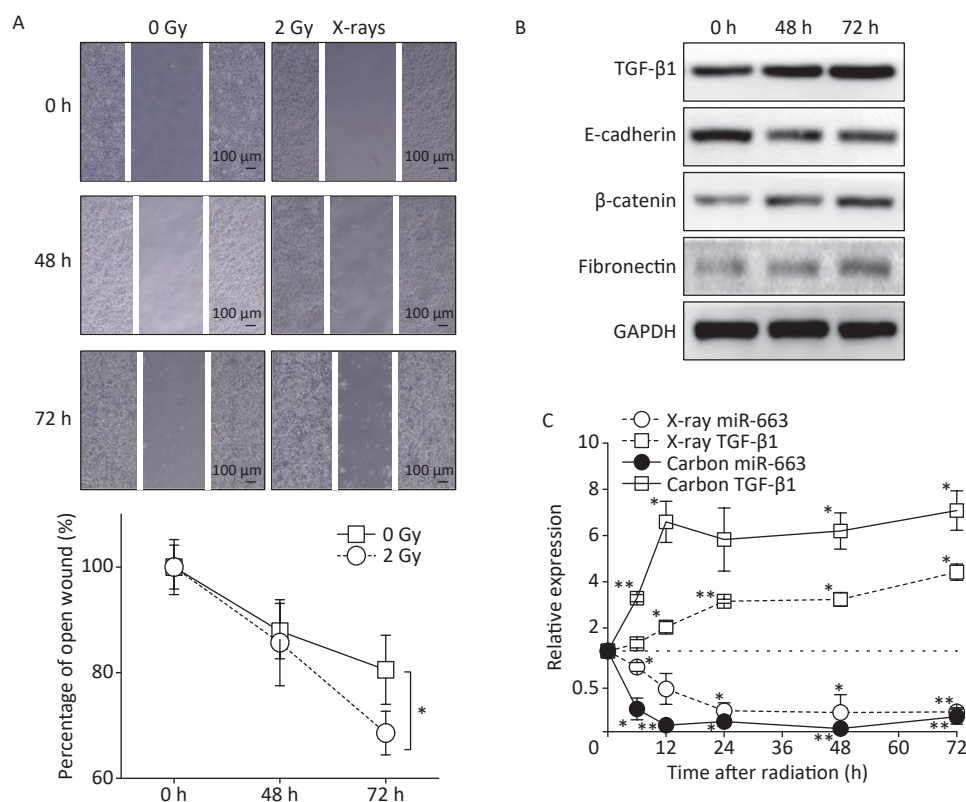 A
0 Gy
2 Gy X-rays
0 h
100 µm
100 µm
48 h
100 µm
100 µm
72 h
100 µm
100 µm
Percentage of open wound (%)
100
80
60
0 Gy
2 Gy
*
0 h
48 h
72 h
B
0 h 48 h 72 h
TGF-β1
E-cadherin
β-catenin
Fibronectin
GAPDH
C
X-ray miR-663
X-ray TGF-β1
Carbon miR-663
Carbon TGF-β1
Relative expression
10
8
6
4
2
0.5
0 12 24 36 48 60 72
* * *
** * ** * *
* * * **
* ** * ** **
Time after radiation (h)